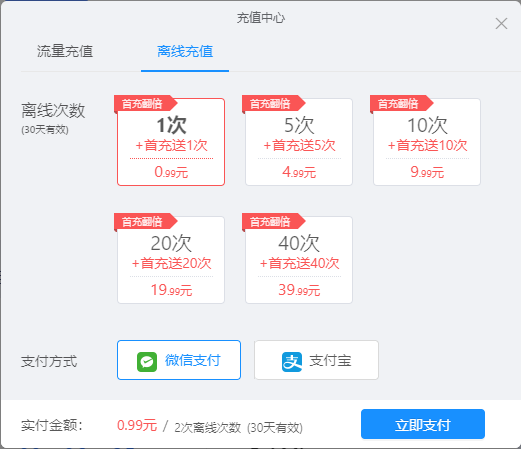 充值中心
流量充值 离线充值
离线次数
(30天有效)
首充翻倍
1次
+首充送1次
0.99元
首充翻倍
5次
+首充送5次
4.99元
首充翻倍
10次
+首充送10次
9.99元
首充翻倍
20次
+首充送20次
19.99元
首充翻倍
40次
+首充送40次
39.99元
支付方式 微信支付 支付宝
实付金额： 0.99元 / 2次离线次数 (30天有效) 立即支付